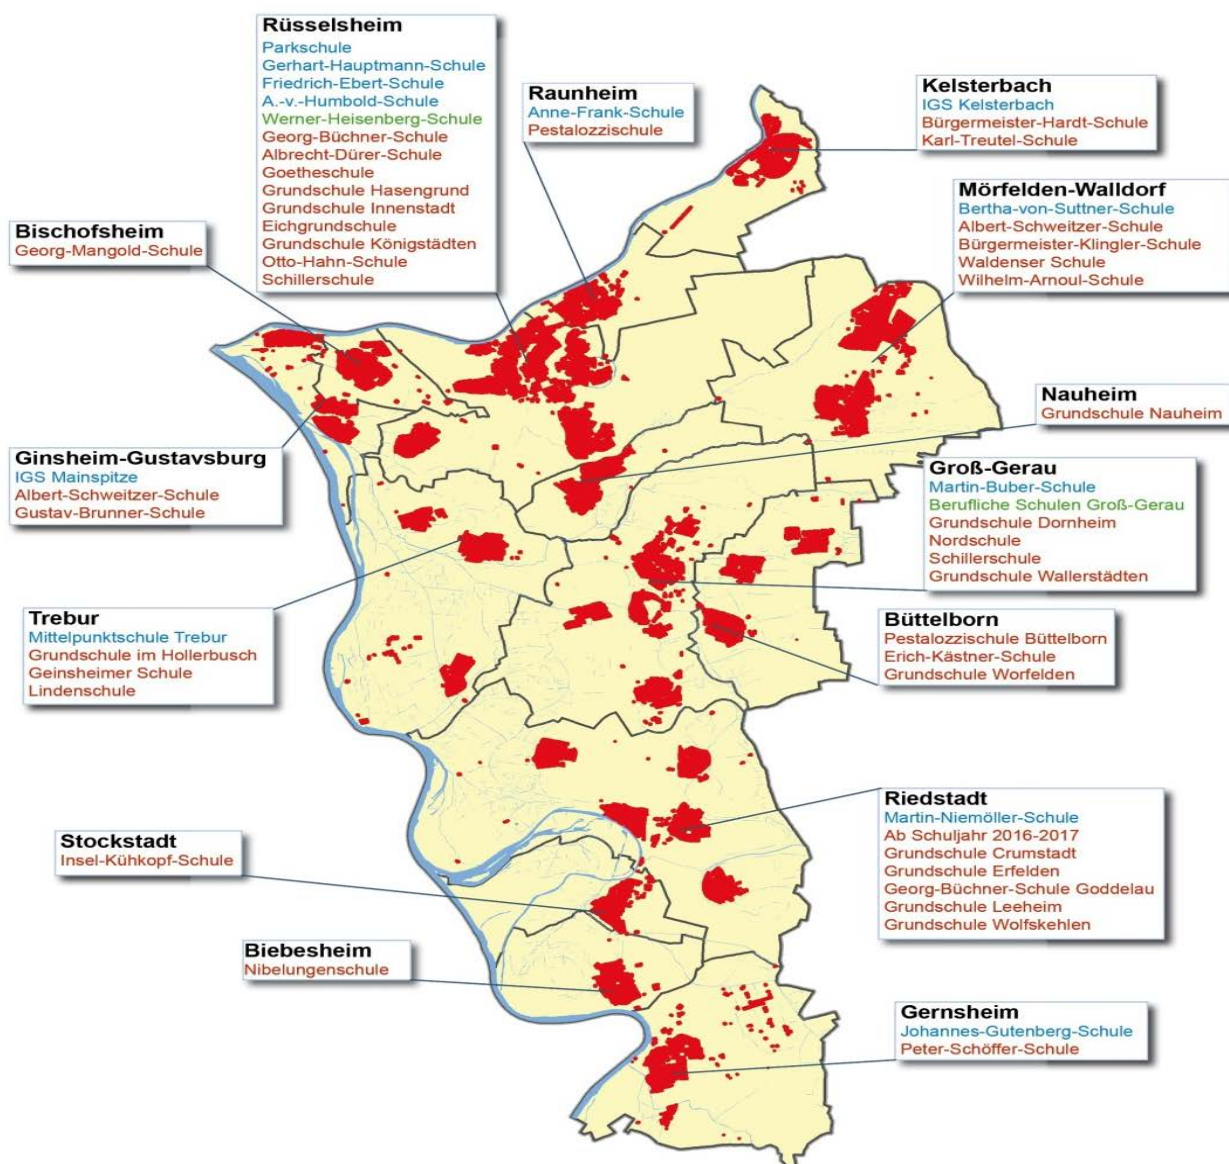 Rüsselsheim
Parkschule
Gerhart-Hauptmann-Schule
Friedrich-Ebert-Schule
A.-v.-Humbold-Schule
Werner-Heisenberg-Schule
Georg-Büchner-Schule
Albrecht-Dürer-Schule
Goetheschule
Grundschule Hasengrund
Grundschule Innenstadt
Eichgrundschule
Grundschule Königstädten
Otto-Hahn-Schule
Schillerschule
Raunheim
Anne-Frank-Schule
Pestalozzischule
Kelsterbach
IGS Kelsterbach
Bürgermeister-Hardt-Schule
Karl-Treutel-Schule
Mörfelden-Walldorf
Bertha-von-Suttner-Schule
Albert-Schweitzer-Schule
Bürgermeister-Klingler-Schule
Waldenser Schule
Wilhelm-Arnoul-Schule
Bischofsheim
Georg-Mangold-Schule
Nauheim
Grundschule Nauheim
Ginsheim-Gustavsburg
IGS Mainspitze
Albert-Schweitzer-Schule
Gustav-Brunner-Schule
Groß-Gerau
Martin-Buber-Schule
Berufliche Schulen Groß-Gerau
Grundschule Dornheim
Nordschule
Schillerschule
Grundschule Wallerstädten
Trebur
Mittelpunktschule Trebur
Grundschule im Hollerbusch
Geinsheimer Schule
Lindenschule
Büttelborn
Pestalozzischule Büttelborn
Erich-Kästner-Schule
Grundschule Worfelden
Riedstadt
Martin-Niemöller-Schule
Ab Schuljahr 2016-2017
Grundschule Crumstadt
Grundschule Erfelden
Georg-Büchner-Schule Goddelau
Grundschule Leeheim
Grundschule Wolfskehlen
Stockstadt
Insel-Kühkopf-Schule
Biebesheim
Nibelungenschule
Gernsheim
Johannes-Gutenberg-Schule
Peter-Schöffer-Schule